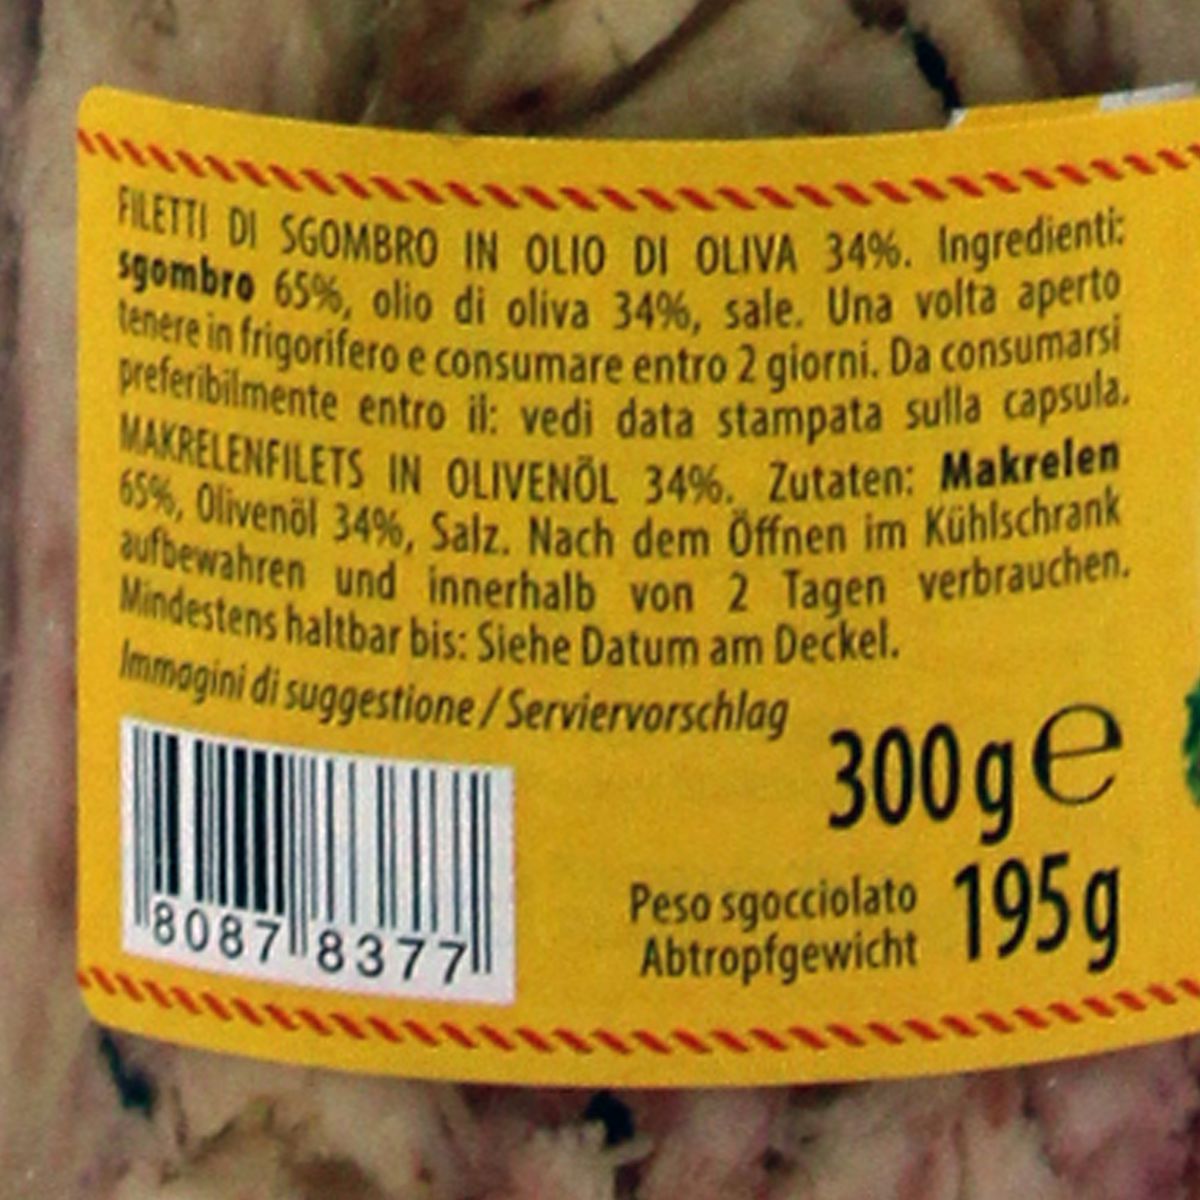 FILETTI DI SGOMBRO IN OLIO DI OLIVA 34%. Ingredienti:
sgombro 65%, olio di oliva 34%, sale. Una volta aperto
tenere in frigorifero e consumare entro 2 giorni. Da consumarsi
preferibilmente entro il: vedi data stampata sulla capsula.
MAKRELENFILETS IN OLIVENÖL 34%. Zutaten: Makrelen
65%, Olivenöl 34%, Salz. Nach dem Öffnen im Kühlschrank
aufbewahren und innerhalb von 2 Tagen verbrauchen.
Mindestens haltbar bis: Siehe Datum am Deckel.
Immagini di suggestione / Serviervorschlag
300 g ℮
Peso sgocciolato
Abtropfgewicht
195 g
8087 8377